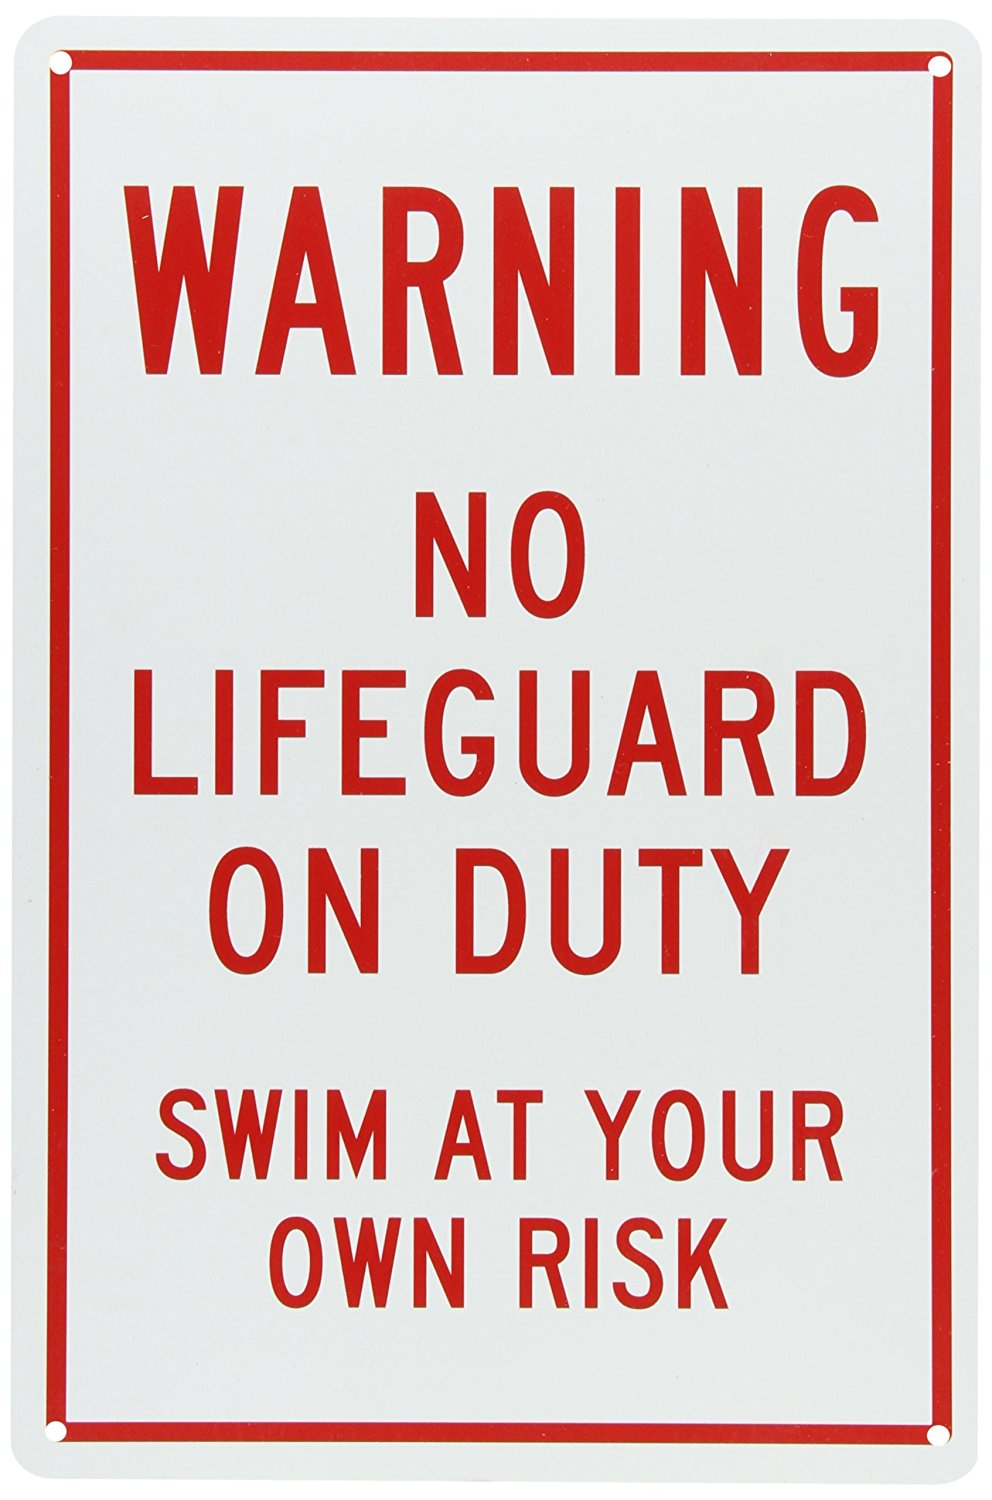 WARNING
NO
LIFEGUARD
ON DUTY
SWIM AT YOUR
OWN RISK